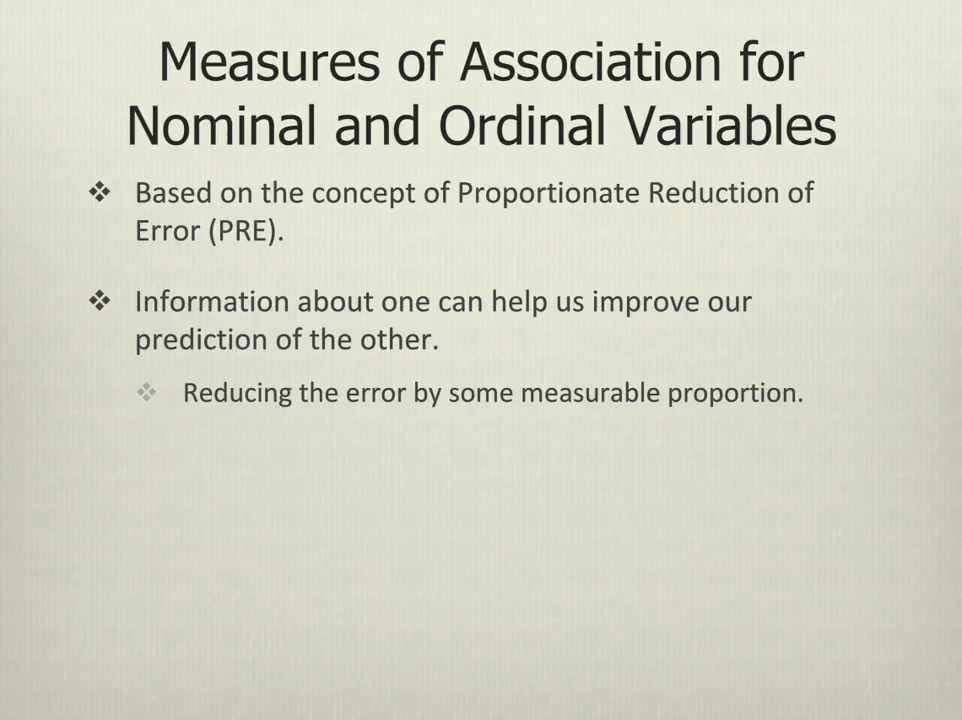 Measures of Association for
Nominal and Ordinal Variables
Based on the concept of Proportionate Reduction of
Error (PRE).
Information about one can help us improve our
prediction of the other.
Reducing the error by some measurable proportion.